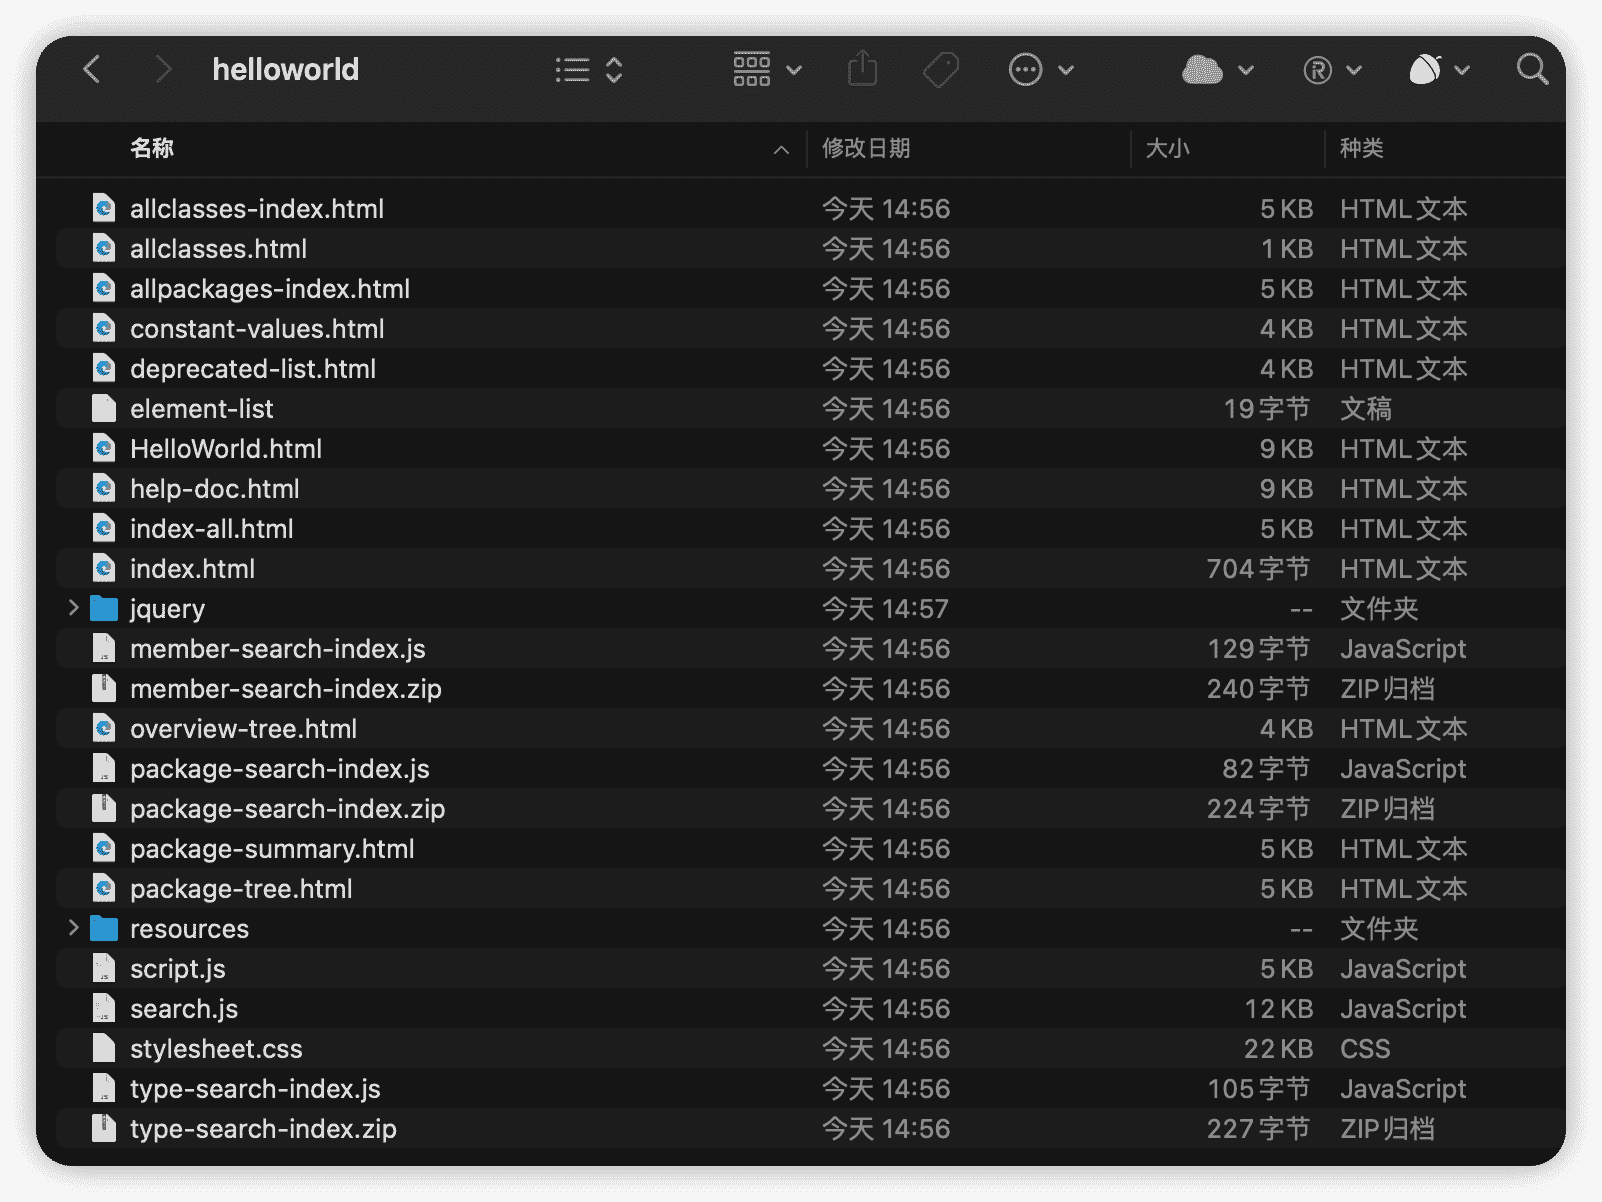 helloworld
名称 修改日期 大小 种类
allclasses-index.html 今天 14:56 5 KB HTML文本
allclasses.html 今天 14:56 1 KB HTML文本
allpackages-index.html 今天 14:56 5 KB HTML文本
constant-values.html 今天 14:56 4 KB HTML文本
deprecated-list.html 今天 14:56 4 KB HTML文本
element-list 今天 14:56 19字节 文稿
HelloWorld.html 今天 14:56 9 KB HTML文本
help-doc.html 今天 14:56 9 KB HTML文本
index-all.html 今天 14:56 5 KB HTML文本
index.html 今天 14:56 704字节 HTML文本
jquery 今天 14:57 -- 文件夹
member-search-index.js 今天 14:56 129字节 JavaScript
member-search-index.zip 今天 14:56 240字节 ZIP归档
overview-tree.html 今天 14:56 4 KB HTML文本
package-search-index.js 今天 14:56 82字节 JavaScript
package-search-index.zip 今天 14:56 224字节 ZIP归档
package-summary.html 今天 14:56 5 KB HTML文本
package-tree.html 今天 14:56 5 KB HTML文本
resources 今天 14:56 -- 文件夹
script.js 今天 14:56 5 KB JavaScript
search.js 今天 14:56 12 KB JavaScript
stylesheet.css 今天 14:56 22 KB CSS
type-search-index.js 今天 14:56 105字节 JavaScript
type-search-index.zip 今天 14:56 227字节 ZIP归档